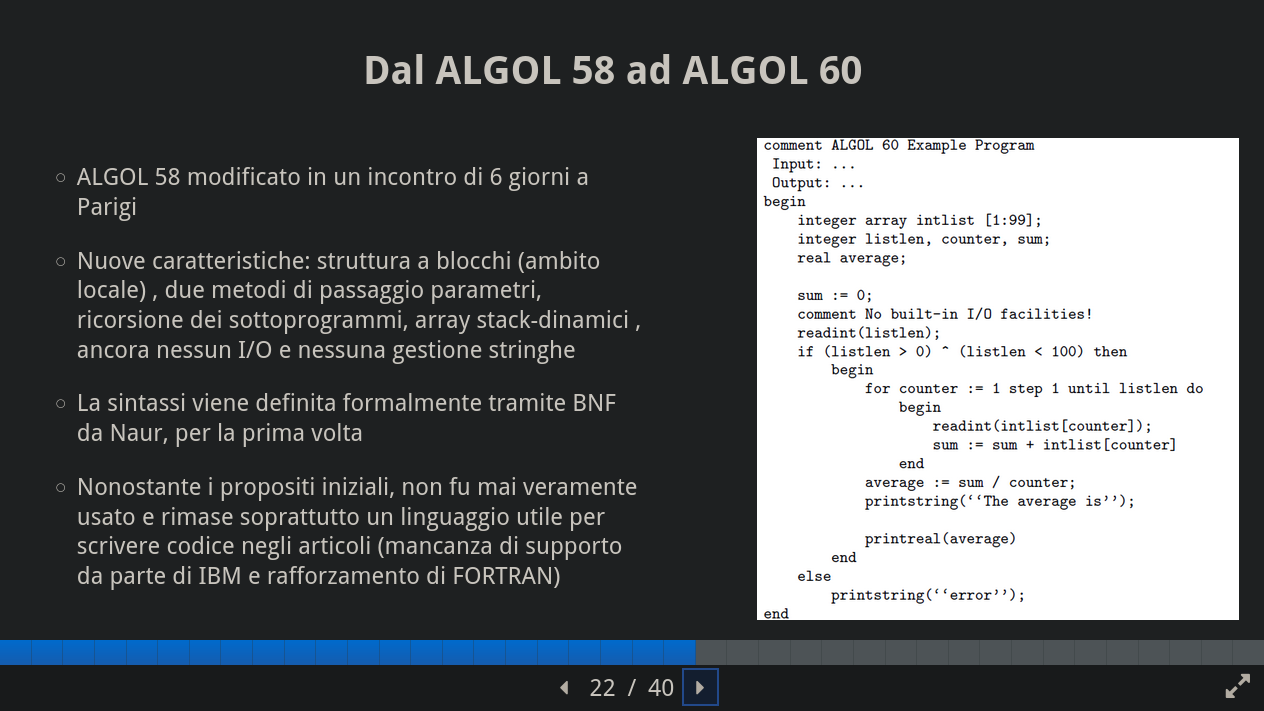 Dal ALGOL 58 ad ALGOL 60
ALGOL 58 modificato in un incontro di 6 giorni a
Parigi
Nuove caratteristiche: struttura a blocchi (ambito
locale) , due metodi di passaggio parametri,
ricorsione dei sottoprogrammi, array stack-dinamici ,
ancora nessun I/O e nessuna gestione stringhe
La sintassi viene definita formalmente tramite BNF
da Naur, per la prima volta
Nonostante i propositi iniziali, non fu mai veramente
usato e rimase soprattutto un linguaggio utile per
scrivere codice negli articoli (mancanza di supporto
da parte di IBM e rafforzamento di FORTRAN)
comment ALGOL 60 Example Program
Input: ...
Output: ...
begin
integer array intlist [1:99];
integer listlen, counter, sum;
real average;
sum := 0;
comment No built-in I/O facilities!
readint(listlen);
if (listlen > 0) ^ (listlen < 100) then
begin
for counter := 1 step 1 until listlen do
begin
readint(intlist[counter]);
sum := sum + intlist[counter]
end
average := sum / counter;
printstring(‘‘The average is’’);
printreal(average)
end
else
printstring(‘‘error’’);
end
22 / 40